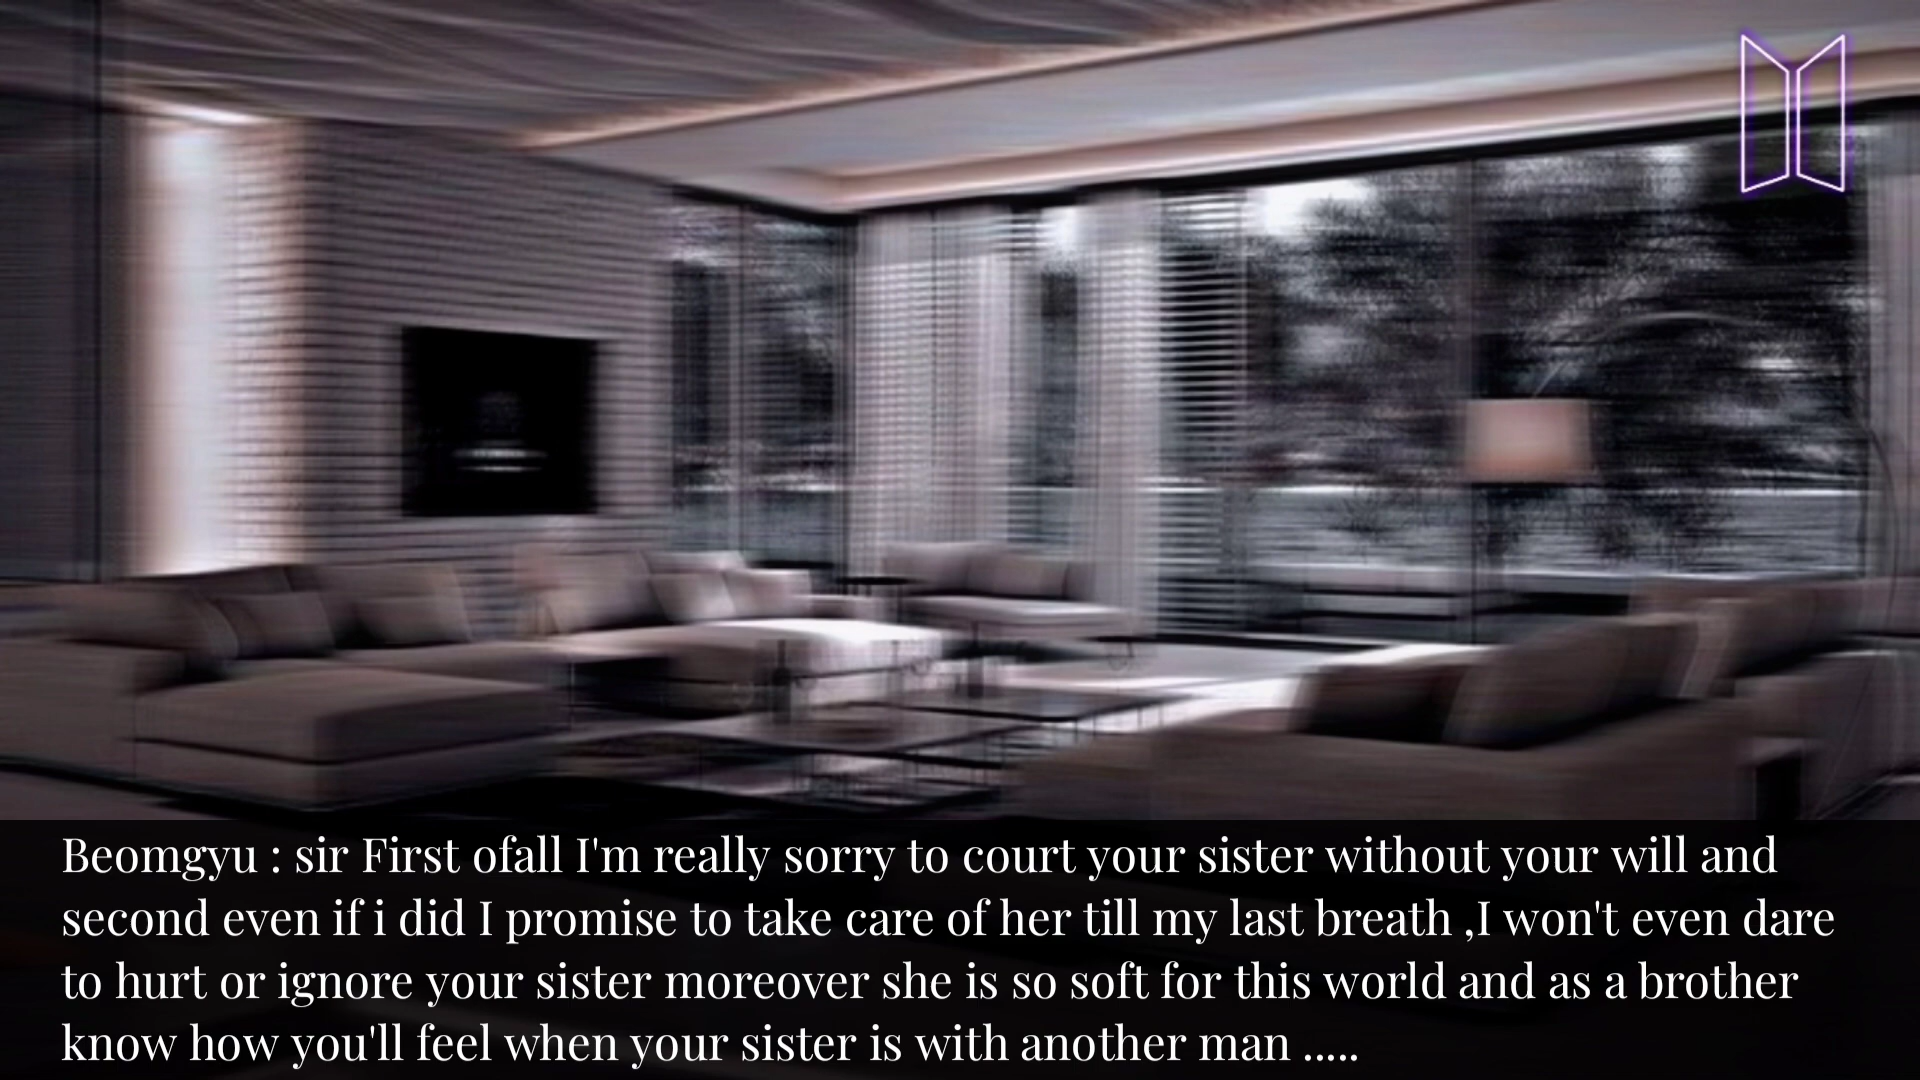 Beomgyu : sir First ofall I'm really sorry to court your sister without your will and
second even if i did I promise to take care of her till my last breath ,I won't even dare
to hurt or ignore your sister moreover she is so soft for this world and as a brother
know how you'll feel when your sister is with another man .....